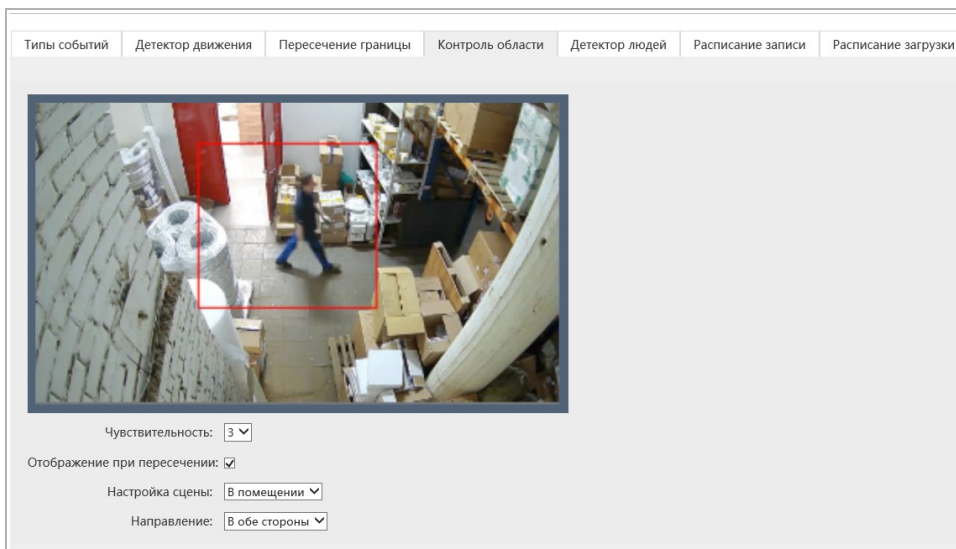 Типы событий Детектор движения Пересечение границы Контроль области Детектор людей Расписание записи Расписание загрузки
Чувствительность: 3
Отображение при пересечении:
Настройка сцены: В помещении
Направление: В обе стороны